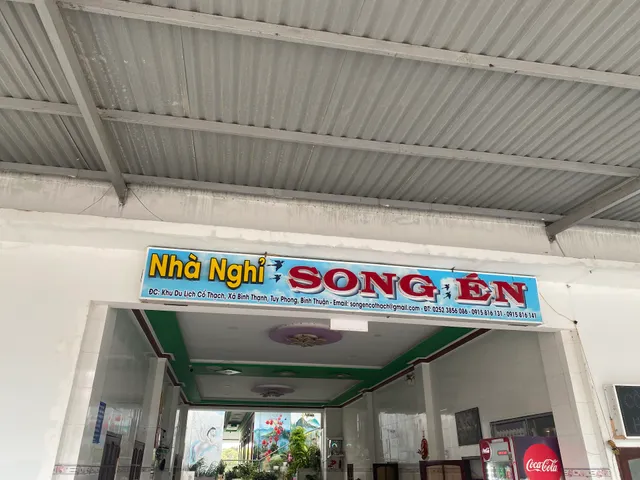 Nhà Nghỉ SONG ÉN
ĐC: Khu Du Lịch Cổ Thạch, Xã Bình Thạnh, Tuy Phong, Bình Thuận - Email: songencothach@gmail.com - ĐT: 0252 3856 086 - 0915 816 131 - 0915 816 141
Coca-Cola